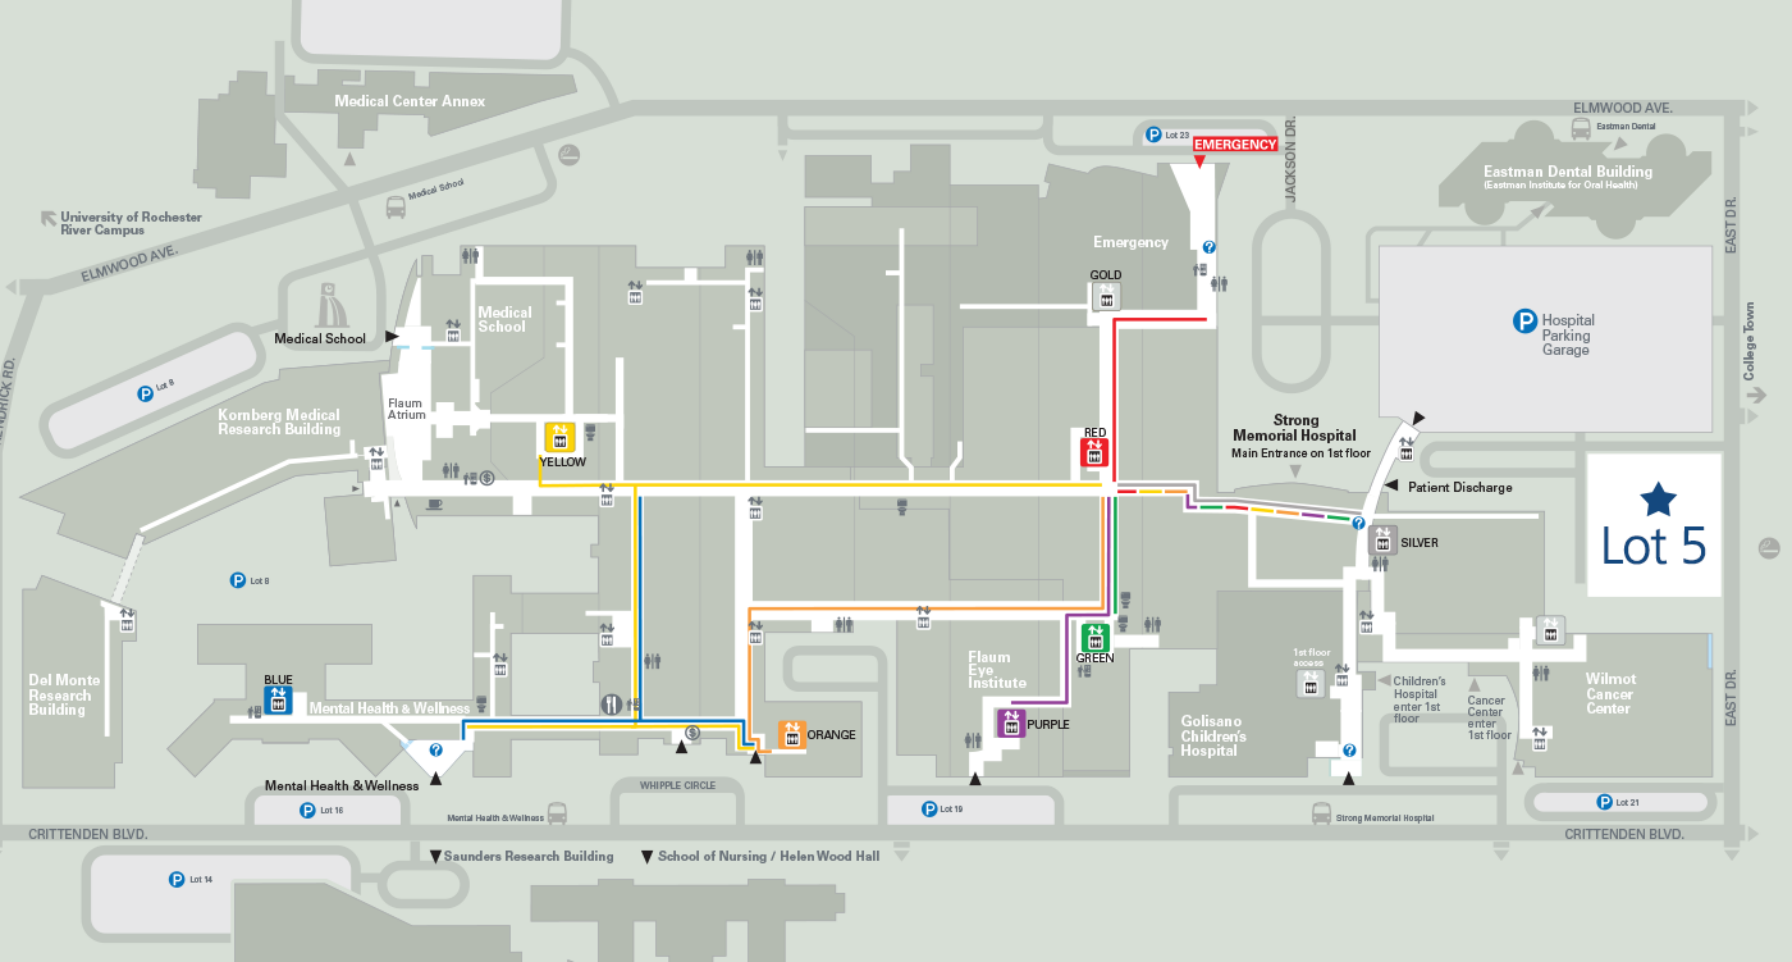 ELMWOOD AVE.
Medical Center Annex
P Lot 23
EMERGENCY
JACKSON DR.
Eastman Dental
Eastman Dental Building
(Eastman Institute for Oral Health)
EAST DR.
Medical School
University of Rochester
River Campus
ELMWOOD AVE.
Emergency
?
GOLD
Medical
School
Medical School
P Hospital
Parking
Garage
College Town
P Lot 9
Kornberg Medical
Research Building
Flaum
Atrium
YELLOW
RED
Strong
Memorial Hospital
Main Entrance on 1st floor
Patient Discharge
$
?
SILVER
Lot 5
P Lot 8
Del Monte
Research
Building
BLUE
Mental Health & Wellness
?
$
ORANGE
Flaum
Eye
Institute
GREEN
PURPLE
1st floor
access
Golisano
Children's
Hospital
?
Children's
Hospital
enter 1st
floor
Cancer
Center
enter
1st floor
Wilmot
Cancer
Center
EAST DR.
Mental Health & Wellness
WHIPPLE CIRCLE
P Lot 16
Mental Health & Wellness
P Lot 19
Strong Memorial Hospital
P Lot 21
CRITTENDEN BLVD.
CRITTENDEN BLVD.
Saunders Research Building
School of Nursing / Helen Wood Hall
P Lot 14